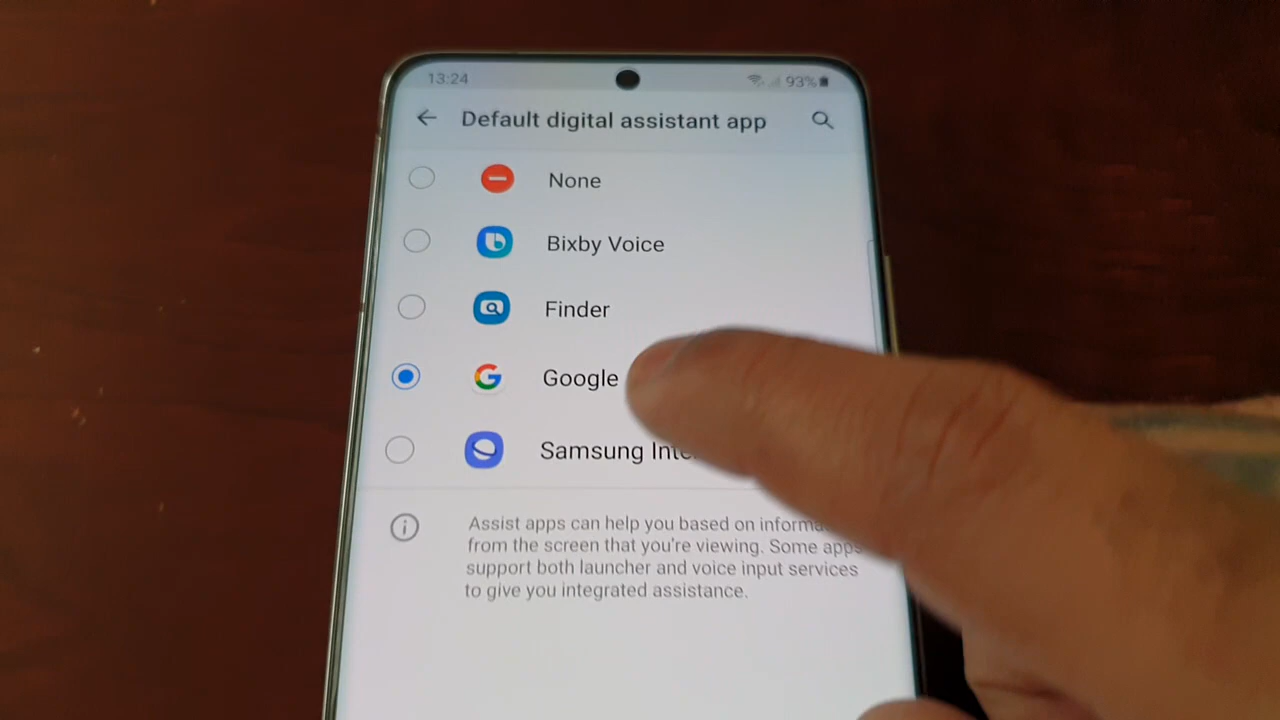 13:24 93%
Default digital assistant app
None
Bixby Voice
Finder
Google
Samsung
Assist apps can help you based on
from the screen that you're viewing. Some apps
support both launcher and voice input services
to give you integrated assistance.